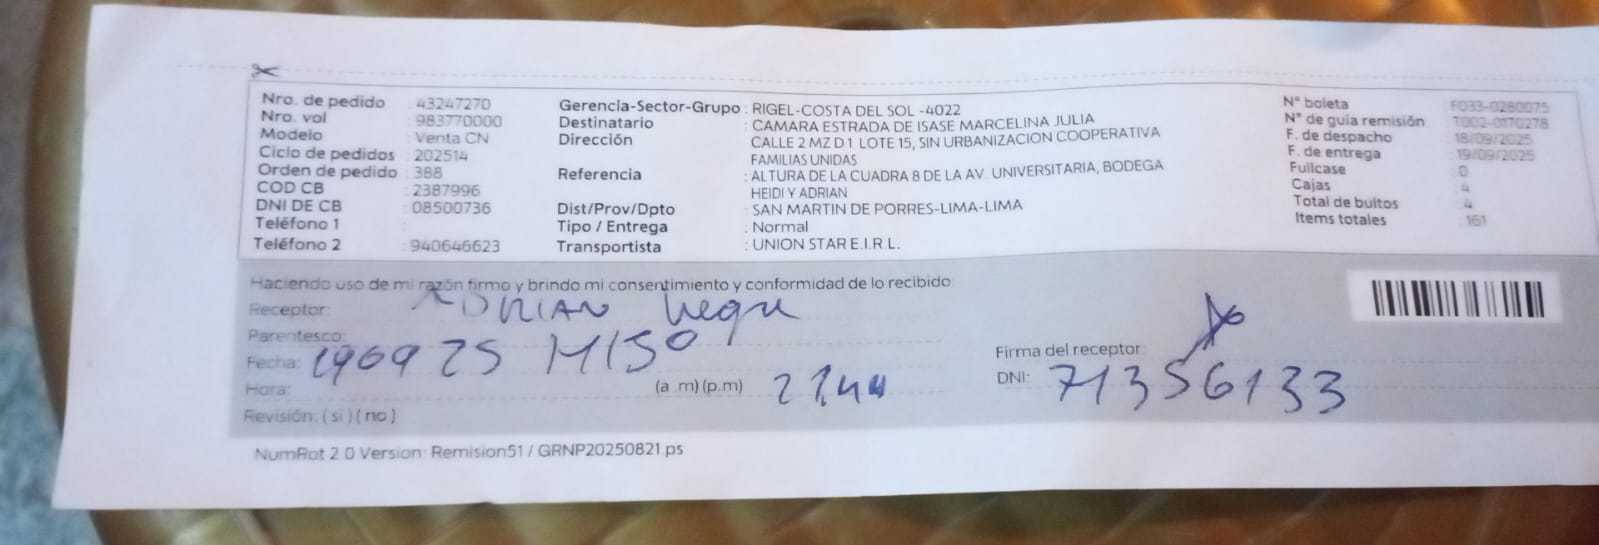 Nro. de pedido : 43247270
Nro. vol : 983770000
Modelo : Venta CN
Ciclo de pedidos : 202514
Orden de pedido : 388
COD CB : 2387996
DNI DE CB : 08500736
Teléfono 1 :
Teléfono 2 : 940646623
Gerencia-Sector-Grupo : RIGEL-COSTA DEL SOL -4022
Destinatario : CAMARA ESTRADA DE ISASE MARCELINA JULIA
Dirección CALLE 2 MZ D 1 LOTE 15, SIN URBANIZACION COOPERATIVA
FAMILIAS UNIDAS
Referencia : ALTURA DE LA CUADRA 8 DE LA AV. UNIVERSITARIA, BODEGA
HEIDI Y ADRIAN
Dist/Prov/Dpto : SAN MARTIN DE PORRES-LIMA-LIMA
Tipo / Entrega : Normal
Transportista : UNION STAR E.I.R.L.
N° boleta : F033-0280075
N° de guia remisión : T002-0170278
F. de despacho : 18/09/2025
F. de entrega : 19/09/2025
Fullcase : 0
Cajas : 4
Total de bultos : 4
Items totales : 161
Haciendo uso de mi razón firmo y brindo mi consentimiento y conformidad de lo recibido:
Receptor: ADRIAN
Parentesco:
Fecha: 190925
Hora: (a .m) (p.m)
Revisión: ( si ) ( no )
Firma del receptor:
DNI: 71356133
NumRot 2.0 Version: Remision51 / GRNP20250821.ps